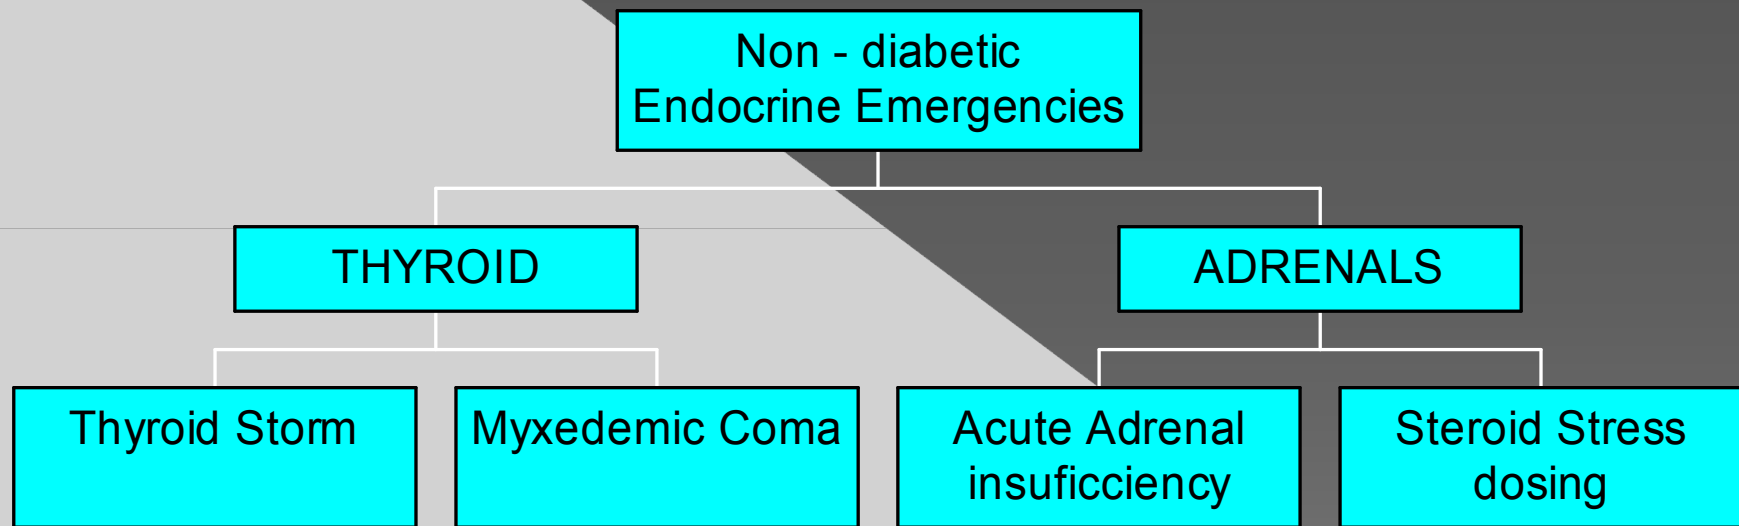 Non - diabetic
Endocrine Emergencies
THYROID
ADRENALS
Thyroid Storm
Myxedemic Coma
Acute Adrenal
insuficciency
Steroid Stress
dosing